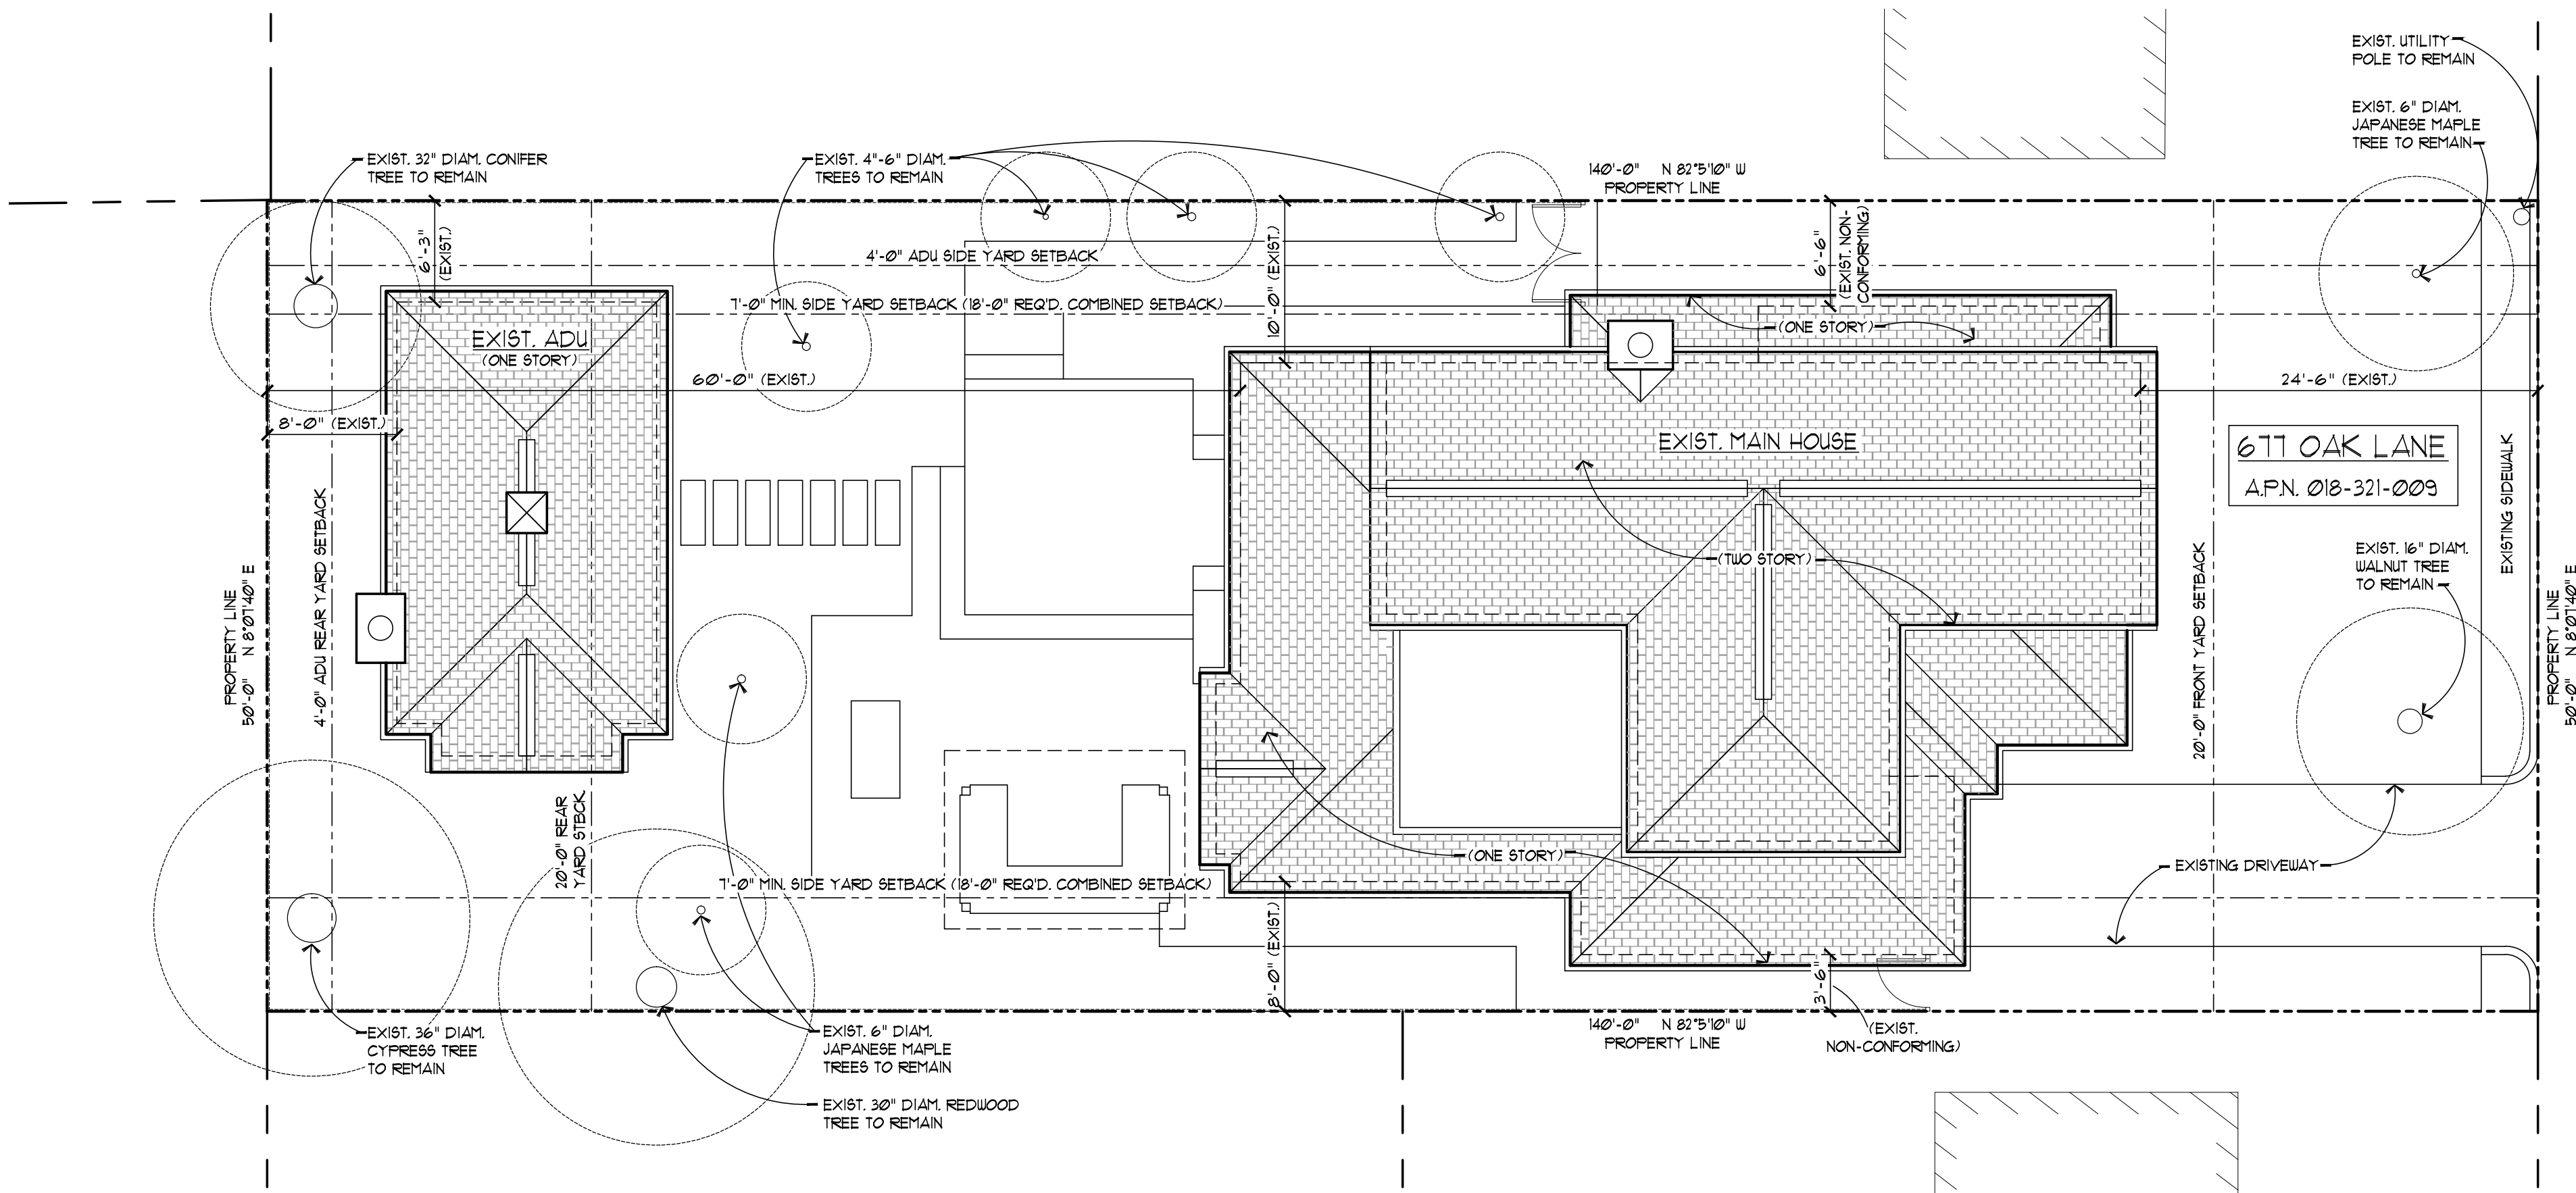 EXIST. UTILITY
POLE TO REMAIN
EXIST. 6" DIAM.
JAPANESE MAPLE
TREE TO REMAIN
EXIST. 32" DIAM. CONIFER
TREE TO REMAIN
EXIST. 4"-6" DIAM.
TREES TO REMAIN
140'-0" N 82°5'10" W
PROPERTY LINE
6'-3"
(EXIST.)
4'-0" ADU SIDE YARD SETBACK
10'-0" (EXIST.)
6'-6"
(EXIST. NON-
CONFORMING)
7'-0" MIN. SIDE YARD SETBACK (18'-0" REQ'D. COMBINED SETBACK)
EXIST. ADU
(ONE STORY)
(ONE STORY)
60'-0" (EXIST.)
24'-6" (EXIST.)
8'-0" (EXIST.)
EXIST. MAIN HOUSE
677 OAK LANE
A.P.N. 018-321-009
EXISTING SIDEWALK
(TWO STORY)
EXIST. 16" DIAM.
WALNUT TREE
TO REMAIN
PROPERTY LINE
50'-0" N 8°07'40" E
4'-0" ADU REAR YARD SETBACK
20'-0" FRONT YARD SETBACK
PROPERTY LINE
50'-0" N 8°07'40" E
20'-0" REAR
YARD STBCK.
(ONE STORY)
EXISTING DRIVEWAY
7'-0" MIN. SIDE YARD SETBACK (18'-0" REQ'D. COMBINED SETBACK)
8'-0" (EXIST.)
3'-6"
EXIST. 36" DIAM.
CYPRESS TREE
TO REMAIN
EXIST. 6" DIAM.
JAPANESE MAPLE
TREES TO REMAIN
140'-0" N 82°5'10" W
PROPERTY LINE
(EXIST.
NON-CONFORMING)
EXIST. 30" DIAM. REDWOOD
TREE TO REMAIN